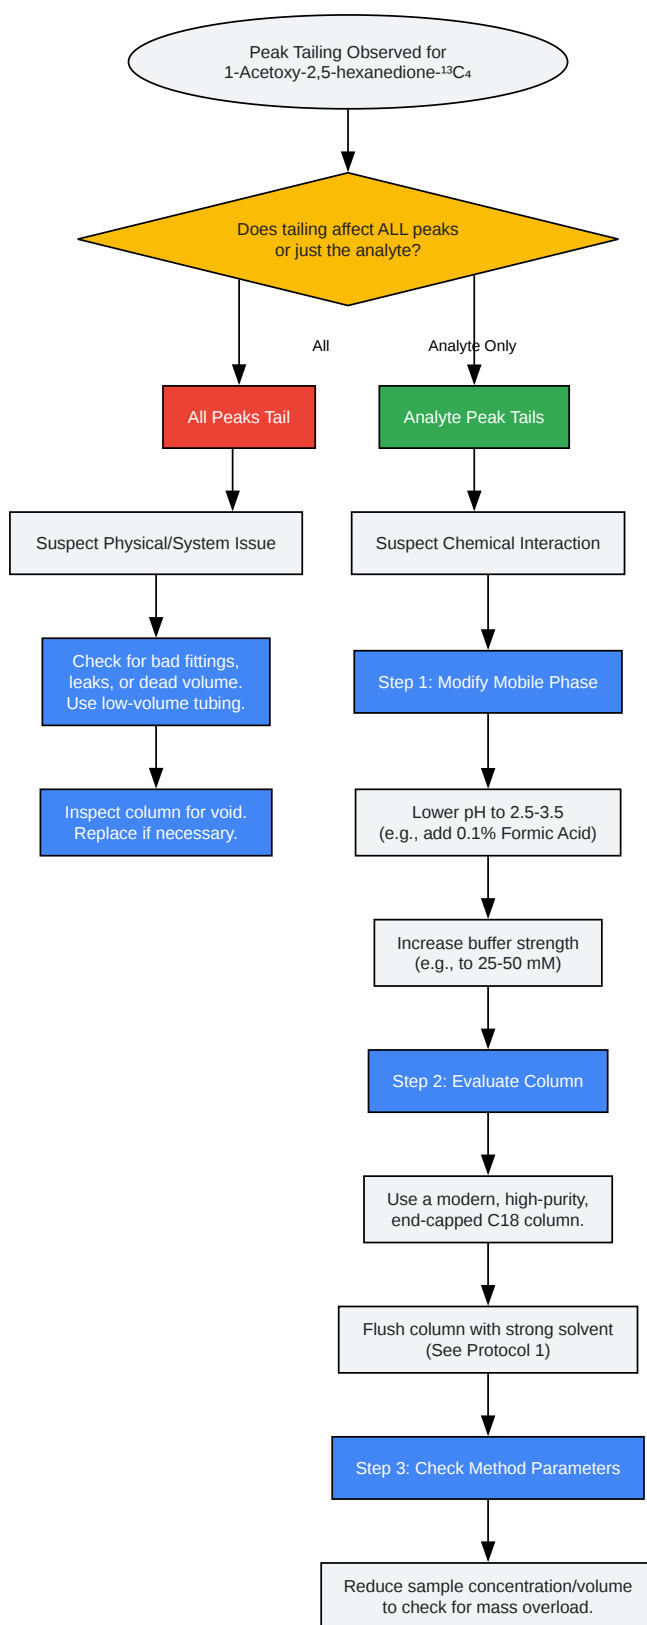 Peak Tailing Observed for
1-Acetoxy-2,5-hexanedione-¹³C₄
Does tailing affect ALL peaks
or just the analyte?
All
Analyte Only
All Peaks Tail
Analyte Peak Tails
Suspect Physical/System Issue
Suspect Chemical Interaction
Check for bad fittings,
leaks, or dead volume.
Use low-volume tubing.
Step 1: Modify Mobile Phase
Inspect column for void.
Replace if necessary.
Lower pH to 2.5-3.5
(e.g., add 0.1% Formic Acid)
Increase buffer strength
(e.g., to 25-50 mM)
Step 2: Evaluate Column
Use a modern, high-purity,
end-capped C18 column.
Flush column with strong solvent
(See Protocol 1)
Step 3: Check Method Parameters
Reduce sample concentration/volume
to check for mass overload.